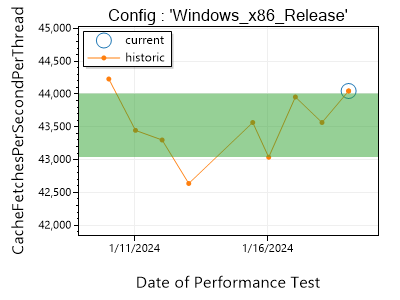 Config : 'Windows_x86_Release'
CacheFetchesPerSecondPerThread
45,000
44,500
44,000
43,500
43,000
42,500
42,000
current
historic
1/11/2024
1/16/2024
Date of Performance Test